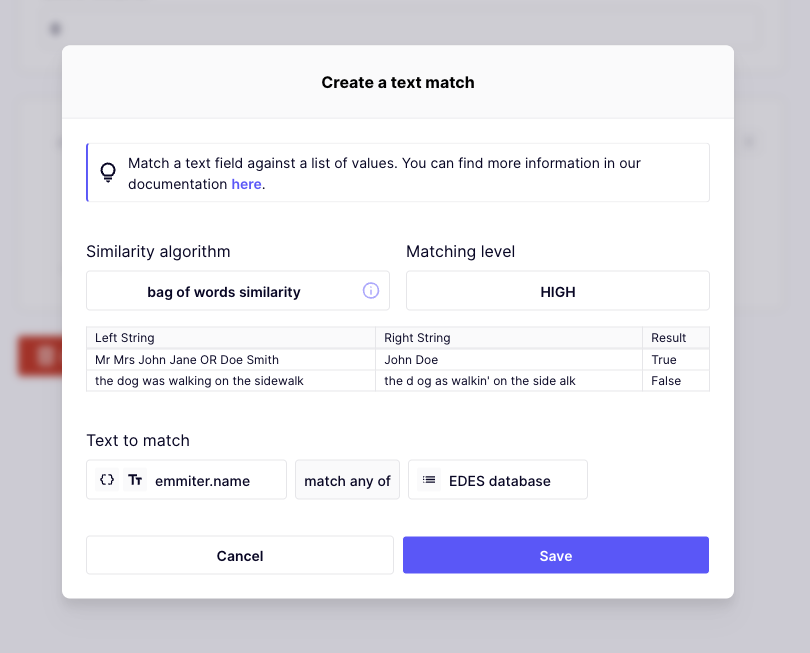 Create a text match
Match a text field against a list of values. You can find more information in our
documentation here.
Similarity algorithm
Matching level
bag of words similarity
HIGH
Left String Right String Result
Mr Mrs John Jane OR Doe Smith John Doe True
the dog was walking on the sidewalk the d og as walkin' on the side alk False
Text to match
{} Tт emmiter.name match any of EDES database
Cancel Save